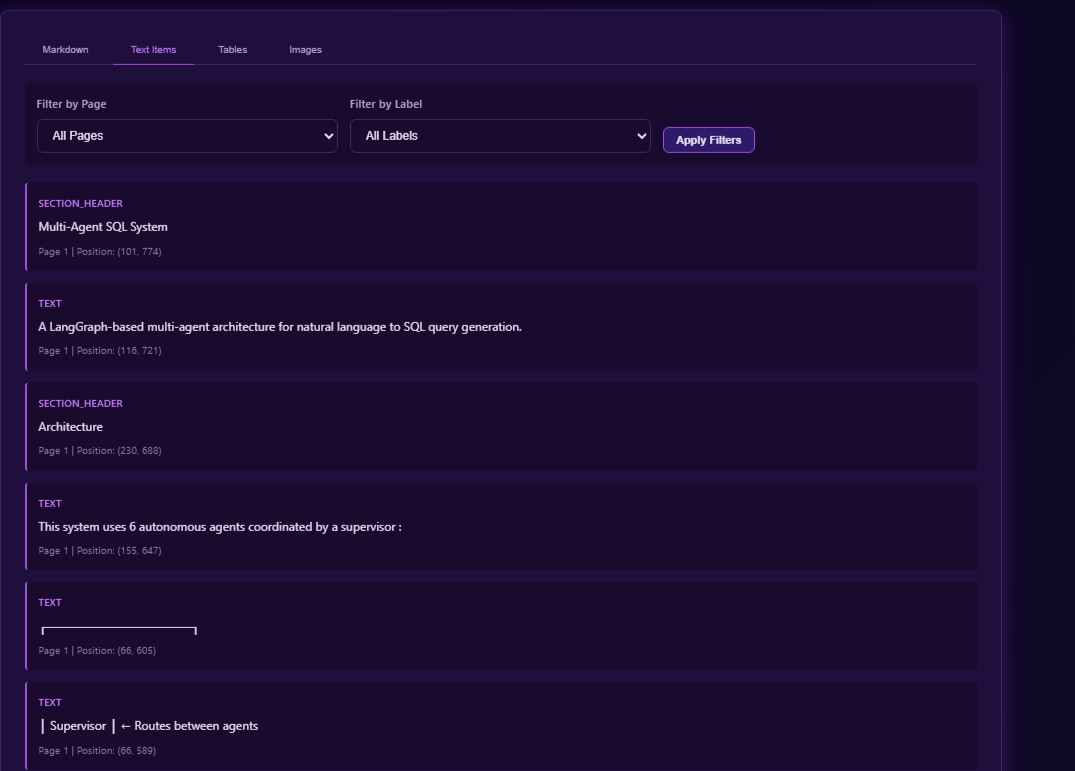 Markdown
Text Items
Tables
Images
Filter by Page
Filter by Label
All Pages
All Labels
Apply Filters
SECTION_HEADER
Multi-Agent SQL System
Page 1 | Position: (101, 774)
TEXT
A LangGraph-based multi-agent architecture for natural language to SQL query generation.
Page 1 | Position: (116, 721)
SECTION_HEADER
Architecture
Page 1 | Position: (230, 688)
TEXT
This system uses 6 autonomous agents coordinated by a supervisor :
Page 1 | Position: (155, 647)
TEXT
┌─────────────────┐
Page 1 | Position: (66, 605)
TEXT
│ Supervisor │ ← Routes between agents
Page 1 | Position: (66, 589)